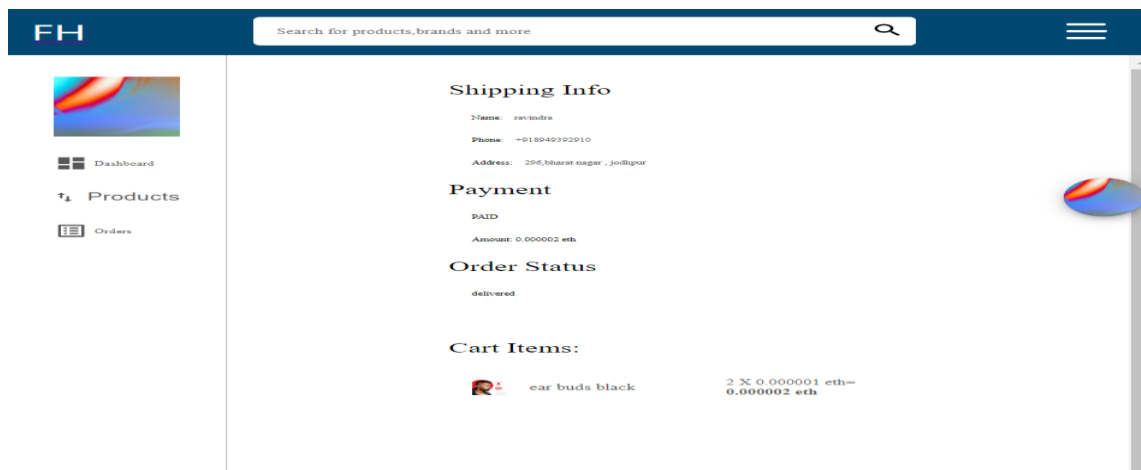 FH
Search for products,brands and more
Dashboard
Products
Orders
Shipping Info
Name: ravindra
Phone: +918949392910
Address: 296,bharat nagar , jodhpur
Payment
PAID
Amount: 0.000002 eth
Order Status
delivered
Cart Items:
ear buds black
2 X 0.000001 eth=
0.000002 eth